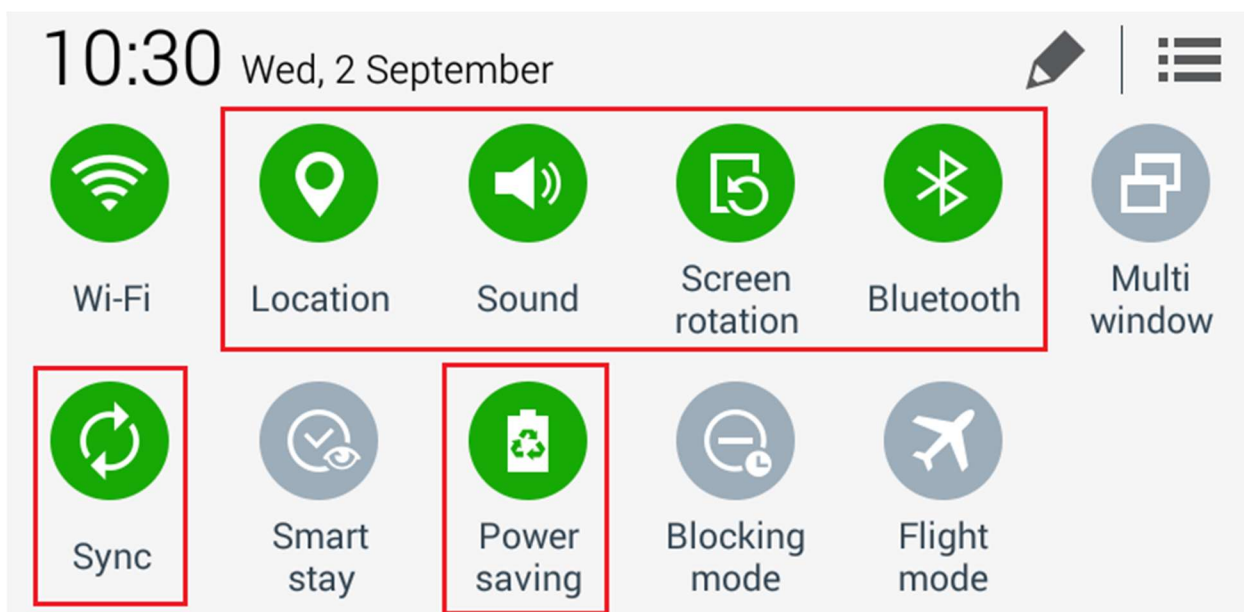 10:30 Wed, 2 September
Wi-Fi
Location
Sound
Screen
rotation
Bluetooth
Multi
window
Sync
Smart
stay
Power
saving
Blocking
mode
Flight
mode